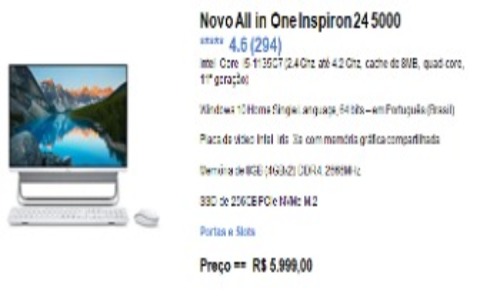 Novo All in One Inspiron 24 5000
4.6 (294)
Intel Core i5-1135G7 (2.4 Ghz até 4.2 Ghz, cache de 8MB, quad-core,
11ª geração)
Windows 10 Home Single Language, 64 bits – em Português (Brasil)
Placa de vídeo Intel Iris Xe com memória gráfica compartilhada
Memória de 8GB (4GBx2) DDR4, 2666MHz
SSD de 256GB PCIe NVMe M.2
Portas e Slots
Preço == R$ 5.999,00